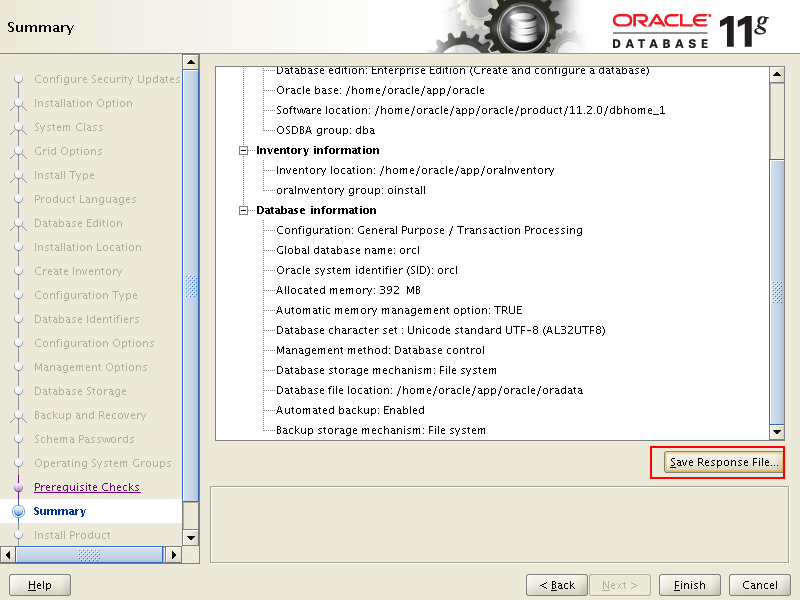 Summary
ORACLE
DATABASE 11g
Configure Security Updates
Installation Option
System Class
Grid Options
Install Type
Product Languages
Database Edition
Installation Location
Create Inventory
Configuration Type
Database Identifiers
Configuration Options
Management Options
Database Storage
Backup and Recovery
Schema Passwords
Operating System Groups
Prerequisite Checks
Summary
Install Product
Database edition: Enterprise Edition (Create and configure a database)
Oracle base: /home/oracle/app/oracle
Software location: /home/oracle/app/oracle/product/11.2.0/dbhome_1
OSDBA group: dba
Inventory information
Inventory location: /home/oracle/app/oraInventory
oraInventory group: oinstall
Database information
Configuration: General Purpose / Transaction Processing
Global database name: orcl
Oracle system identifier (SID): orcl
Allocated memory: 392 MB
Automatic memory management option: TRUE
Database character set : Unicode standard UTF-8 (AL32UTF8)
Management method: Database control
Database storage mechanism: File system
Database file location: /home/oracle/app/oracle/oradata
Automated backup: Enabled
Backup storage mechanism: File system
Save Response File...
Help
< Back
Next >
Finish
Cancel